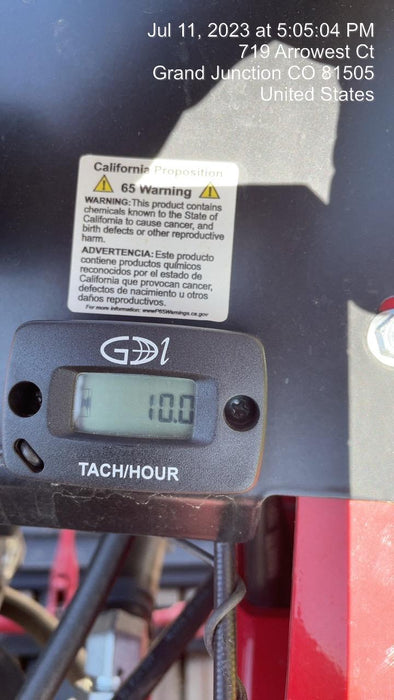 Jul 11, 2023 at 5:05:04 PM
719 Arrowest Ct
Grand Junction CO 81505
United States
California Proposition
65 Warning
WARNING: This product contains
chemicals known to the State of
California to cause cancer, and
birth defects or other reproductive
harm.
ADVERTENCIA: Este producto
contiene productos químicos
reconocidos por el estado de
California que provocan cancer,
defectos de nacimiento u otros
daños reproductivos.
For more information: www.P65Warnings.ca.gov
GDI
10.0
TACH/HOUR